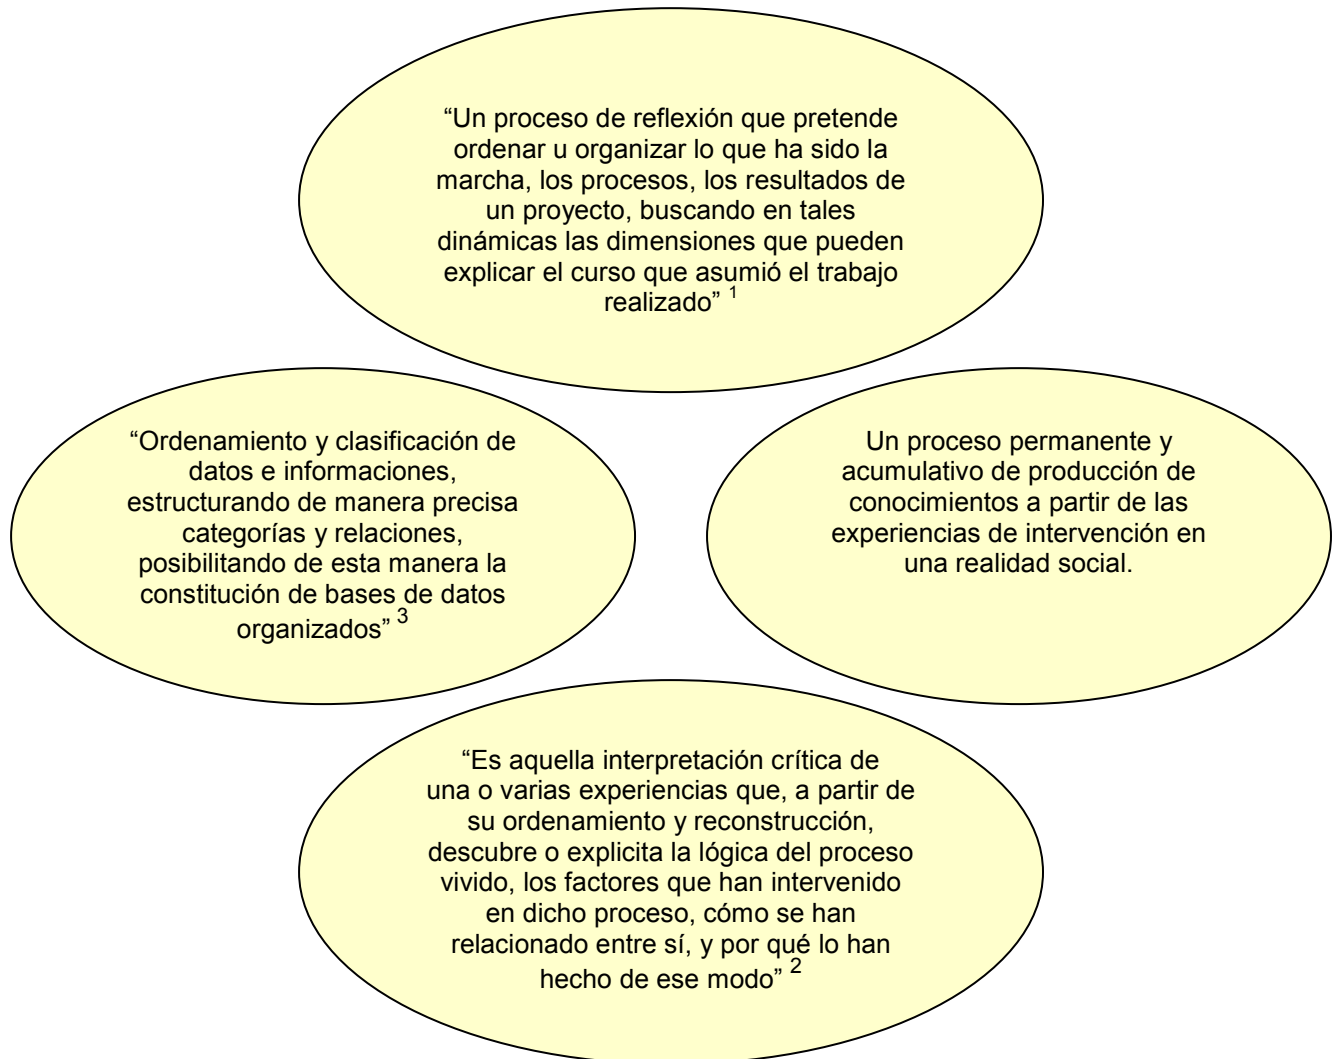 “Un proceso de reflexión que pretende
ordenar u organizar lo que ha sido la
marcha, los procesos, los resultados de
un proyecto, buscando en tales
dinámicas las dimensiones que pueden
explicar el curso que asumió el trabajo
realizado” 1
“Ordenamiento y clasificación de
datos e informaciones,
estructurando de manera precisa
categorías y relaciones,
posibilitando de esta manera la
constitución de bases de datos
organizados” 3
Un proceso permanente y
acumulativo de producción de
conocimientos a partir de las
experiencias de intervención en
una realidad social.
“Es aquella interpretación crítica de
una o varias experiencias que, a partir de
su ordenamiento y reconstrucción,
descubre o explicita la lógica del proceso
vivido, los factores que han intervenido
en dicho proceso, cómo se han
relacionado entre sí, y por qué lo han
hecho de ese modo” 2